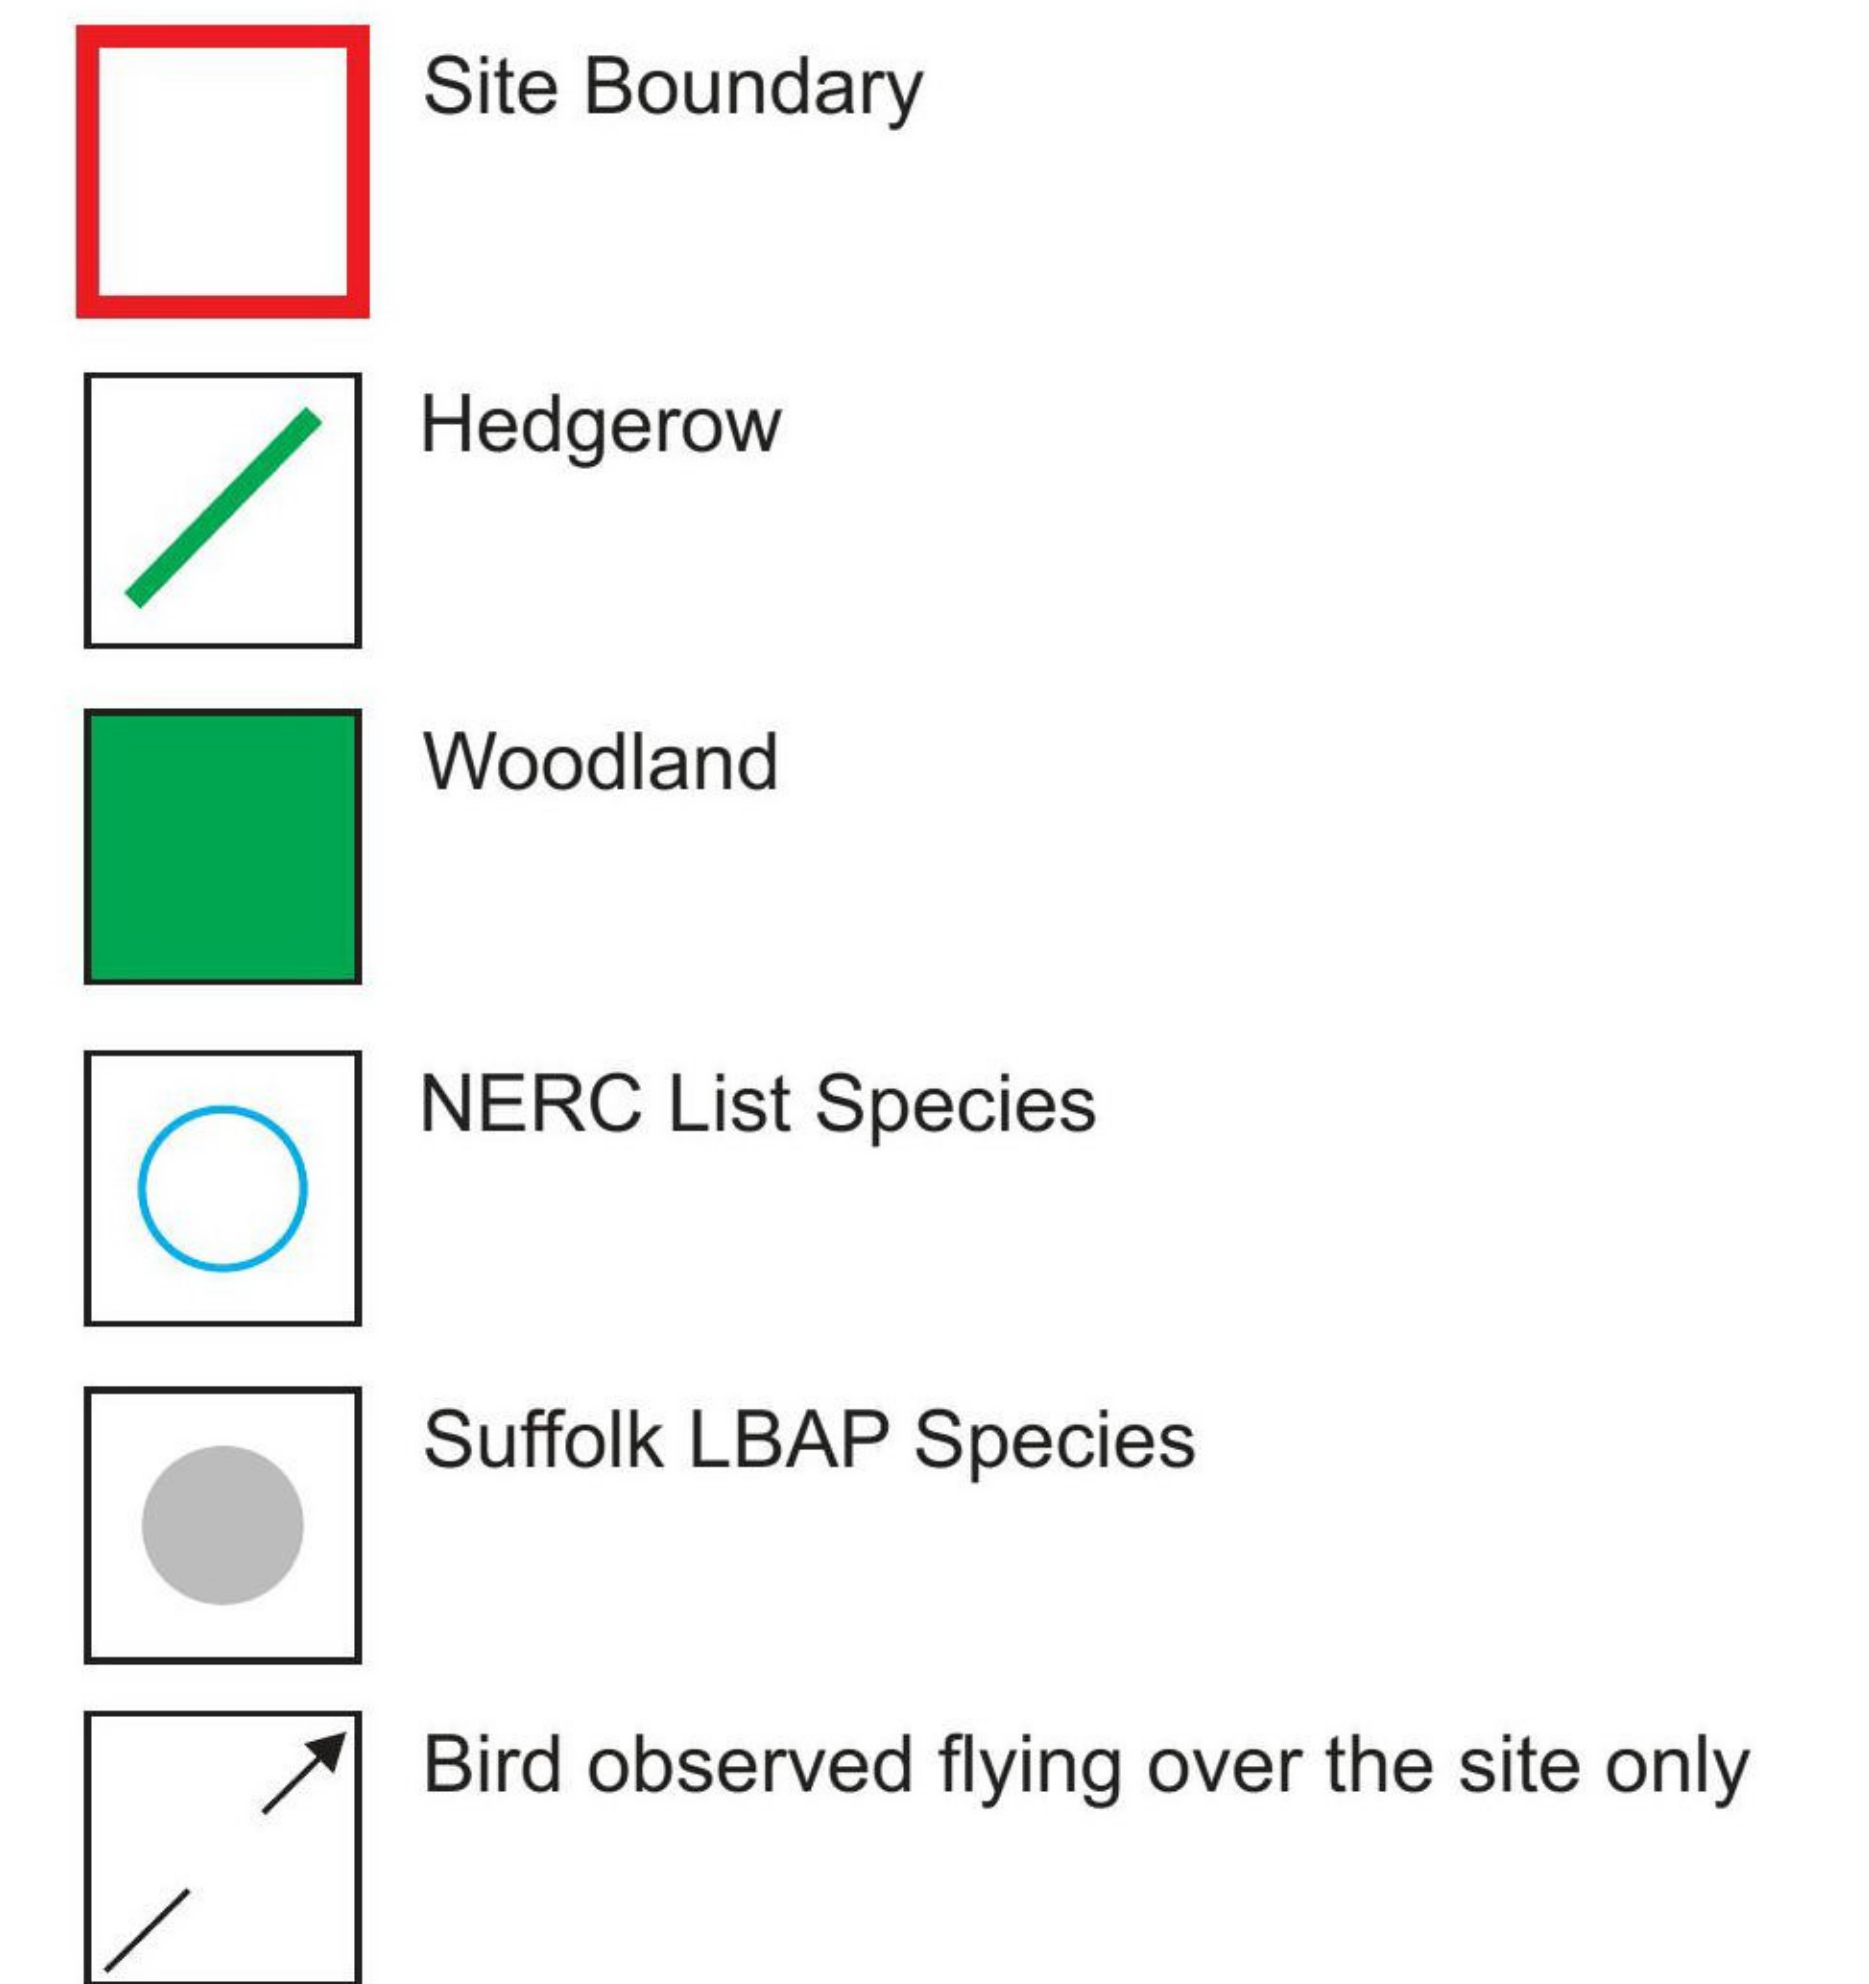 Site Boundary
Hedgerow
Woodland
NERC List Species
Suffolk LBAP Species
Bird observed flying over the site only